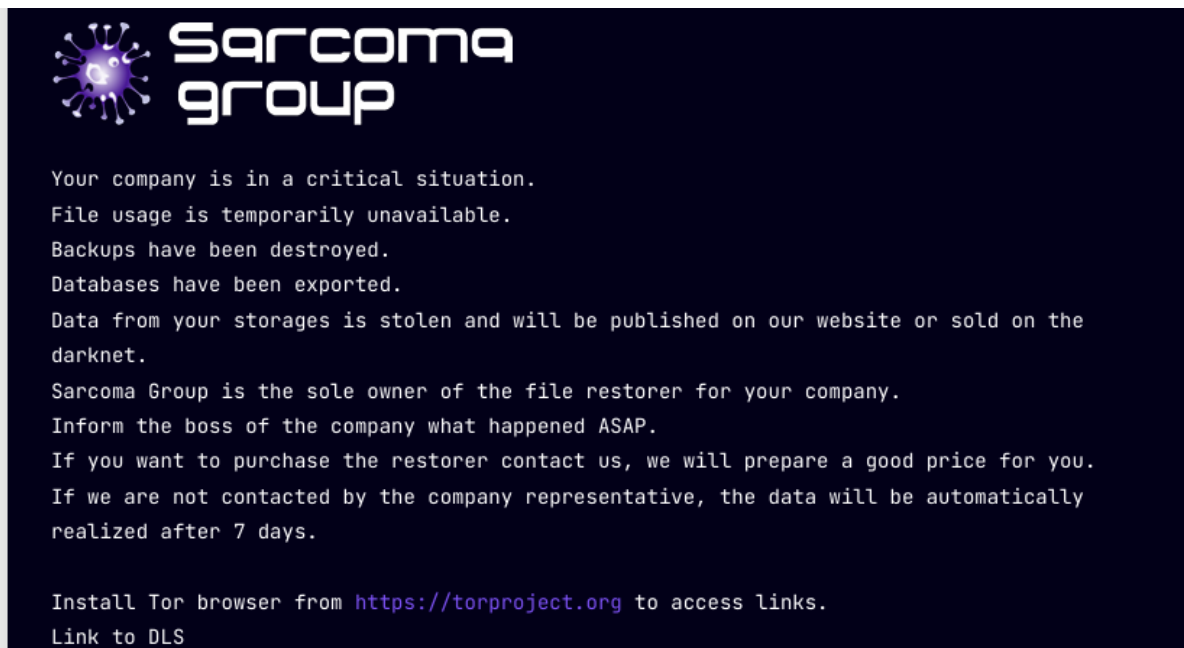 Sarcoma
group
Your company is in a critical situation.
File usage is temporarily unavailable.
Backups have been destroyed.
Databases have been exported.
Data from your storages is stolen and will be published on our website or sold on the
darknet.
Sarcoma Group is the sole owner of the file restorer for your company.
Inform the boss of the company what happened ASAP.
If you want to purchase the restorer contact us, we will prepare a good price for you.
If we are not contacted by the company representative, the data will be automatically
realized after 7 days.
Install Tor browser from https://torproject.org to access links.
Link to DLS